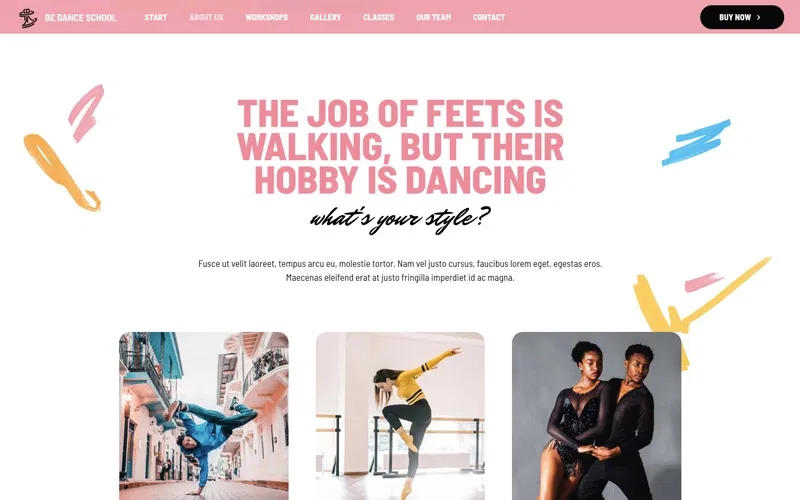 BE DANCE SCHOOL
START
ABOUT US
WORKSHOPS
GALLERY
CLASSES
OUR TEAM
CONTACT
BUY NOW
THE JOB OF FEETS IS
WALKING, BUT THEIR
HOBBY IS DANCING
what's your style?
Fusce ut velit laoreet, tempus arcu eu, molestie tortor. Nam vel justo cursus, faucibus lorem eget, egestas eros.
Maecenas eleifend erat at justo fringilla imperdiet id ac magna.